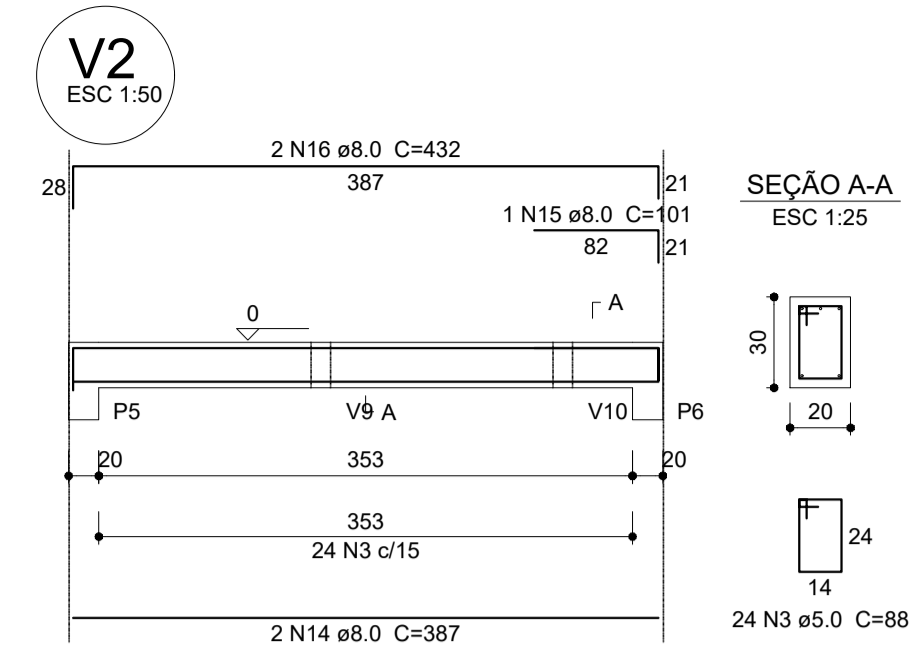 V2
ESC 1:50
2 N16 ø8.0 C=432
28
387
21
1 N15 ø8.0 C=101
82
21
SEÇÃO A-A
ESC 1:25
0
A
30
20
P5
V9
A
V10
P6
20
353
20
353
24 N3 c/15
24
14
24 N3 ø5.0 C=88
2 N14 ø8.0 C=387